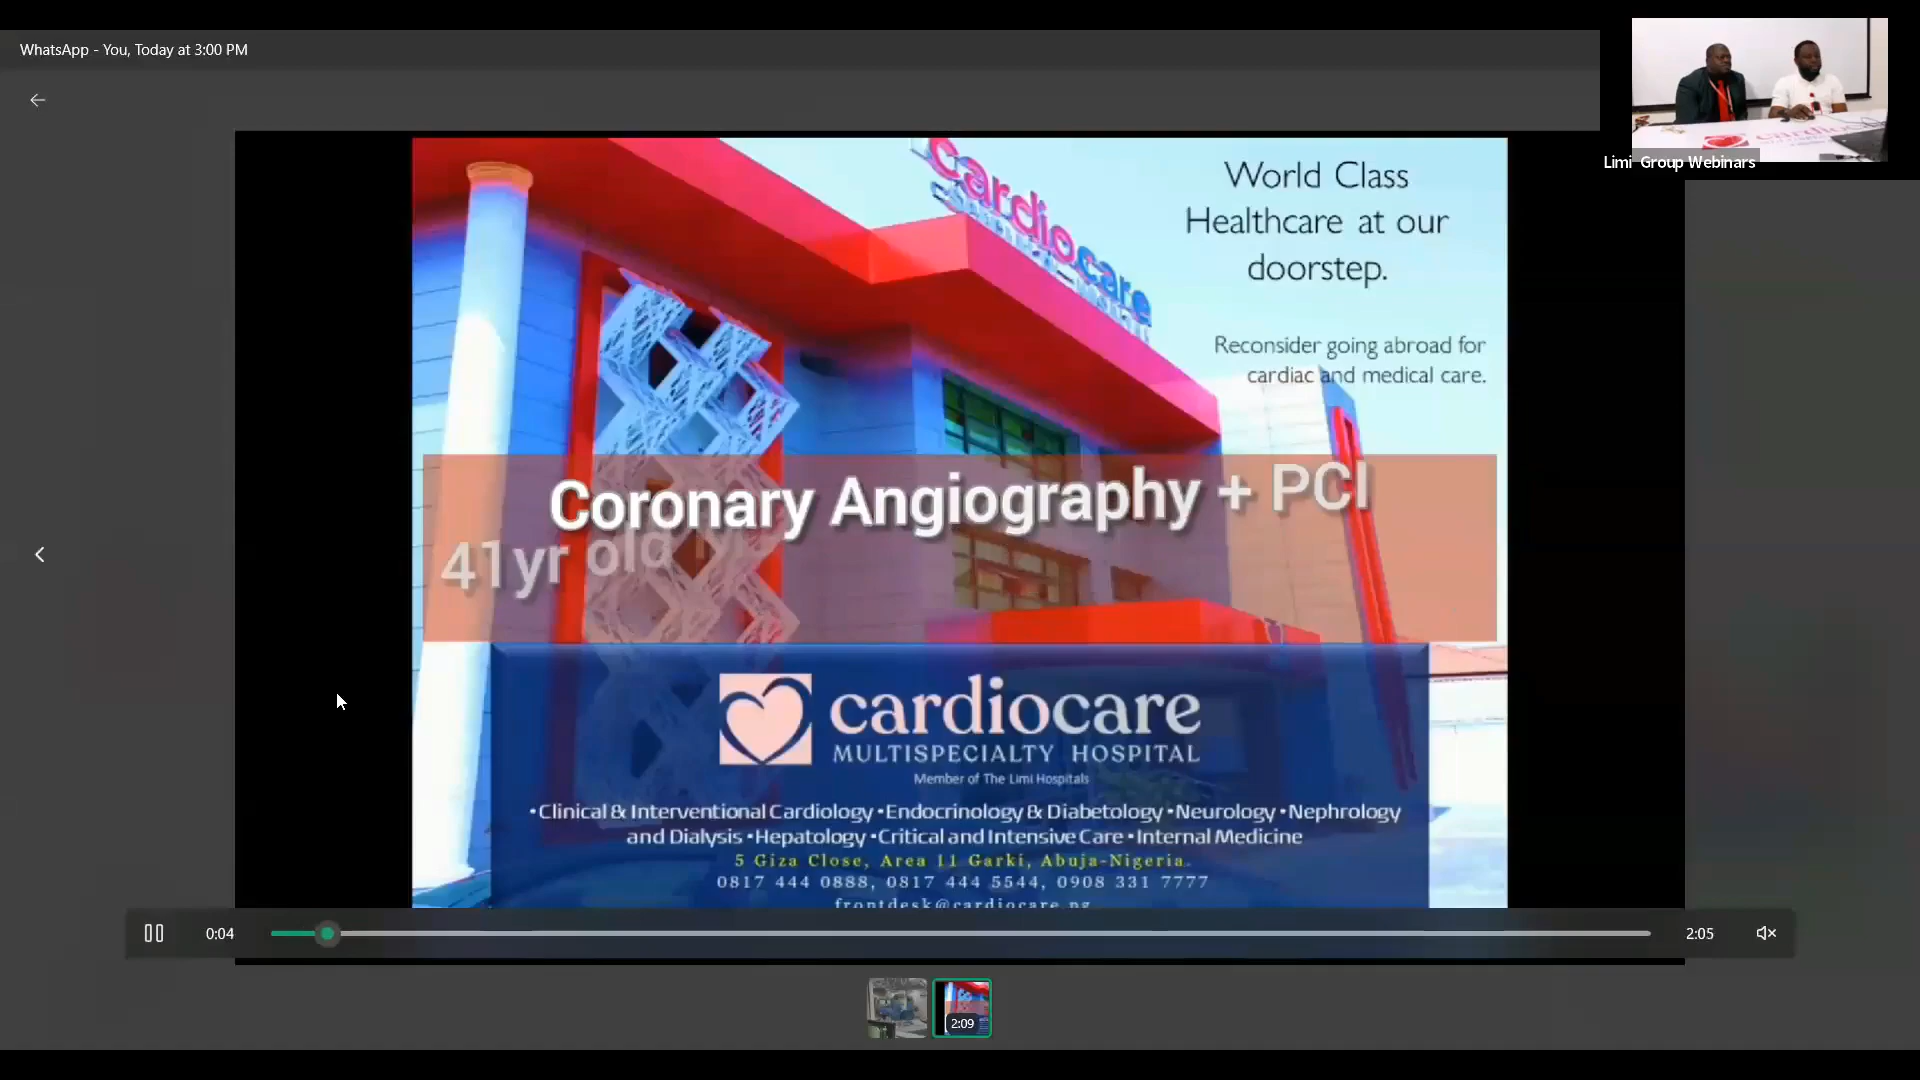 WhatsApp - You, Today at 3:00 PM
Limi Group Webinars
cardiocare
World Class
Healthcare at our
doorstep.
Reconsider going abroad for
cardiac and medical care.
Coronary Angiography + PCI
41yr old
cardiocare
MULTISPECIALTY HOSPITAL
Member of The Limi Hospitals
•Clinical & Interventional Cardiology •Endocrinology & Diabetology •Neurology •Nephrology
and Dialysis •Hepatology •Critical and Intensive Care •Internal Medicine
5 Giza Close, Area 11 Garki, Abuja-Nigeria.
0817 444 0888, 0817 444 5544, 0908 331 7777
frontdesk@cardiocare.ng
0:04
2:05
2:09